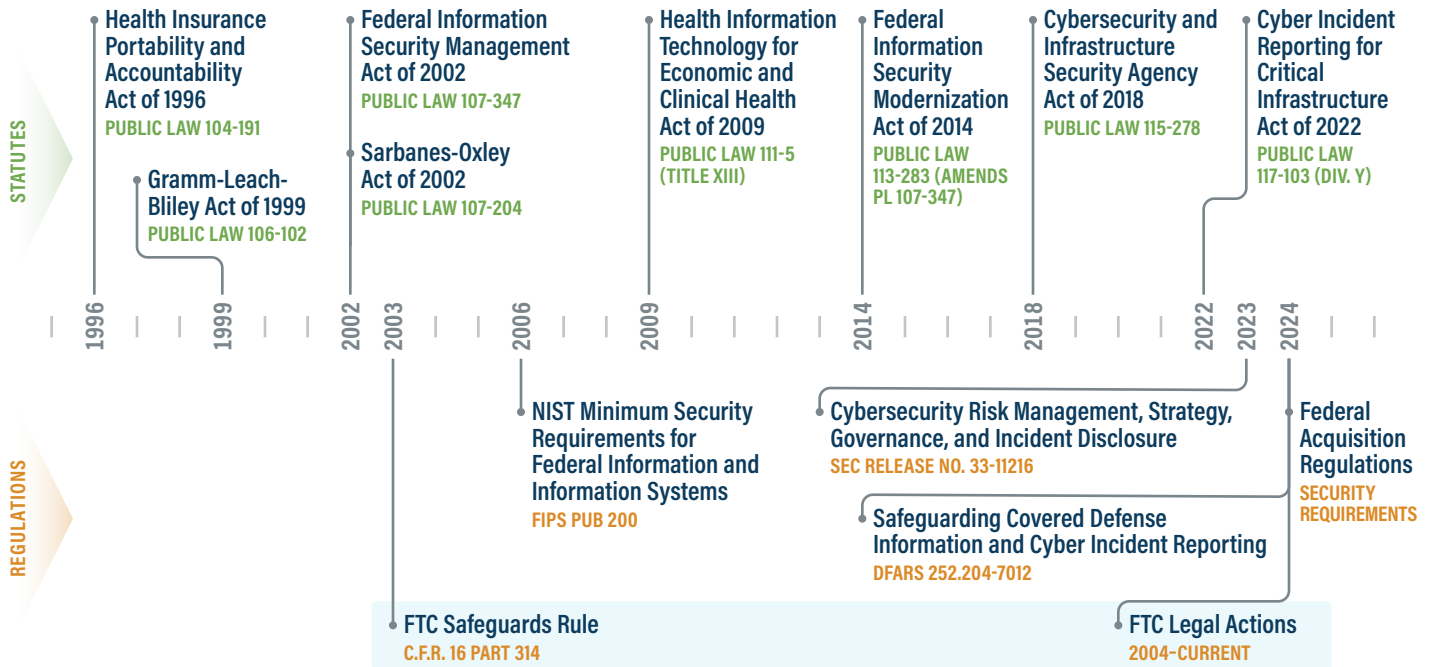 STATUTES
Health Insurance
Portability and
Accountability
Act of 1996
PUBLIC LAW 104-191
Gramm-Leach-
Bliley Act of 1999
PUBLIC LAW 106-102
Federal Information
Security Management
Act of 2002
PUBLIC LAW 107-347
Sarbanes-Oxley
Act of 2002
PUBLIC LAW 107-204
Health Information
Technology for
Economic and
Clinical Health
Act of 2009
PUBLIC LAW 111-5
(TITLE XIII)
Federal
Information
Security
Modernization
Act of 2014
PUBLIC LAW
113-283 (AMENDS
PL 107-347)
Cybersecurity and
Infrastructure
Security Agency
Act of 2018
PUBLIC LAW 115-278
Cyber Incident
Reporting for
Critical
Infrastructure
Act of 2022
PUBLIC LAW
117-103 (DIV. Y)
1996
1999
2002
2003
2006
2009
2014
2018
2022
2023
2024
REGULATIONS
NIST Minimum Security
Requirements for
Federal Information and
Information Systems
FIPS PUB 200
Cybersecurity Risk Management, Strategy,
Governance, and Incident Disclosure
SEC RELEASE NO. 33-11216
Federal
Acquisition
Regulations
SECURITY
REQUIREMENTS
Safeguarding Covered Defense
Information and Cyber Incident Reporting
DFARS 252.204-7012
FTC Safeguards Rule
C.F.R. 16 PART 314
FTC Legal Actions
2004-CURRENT